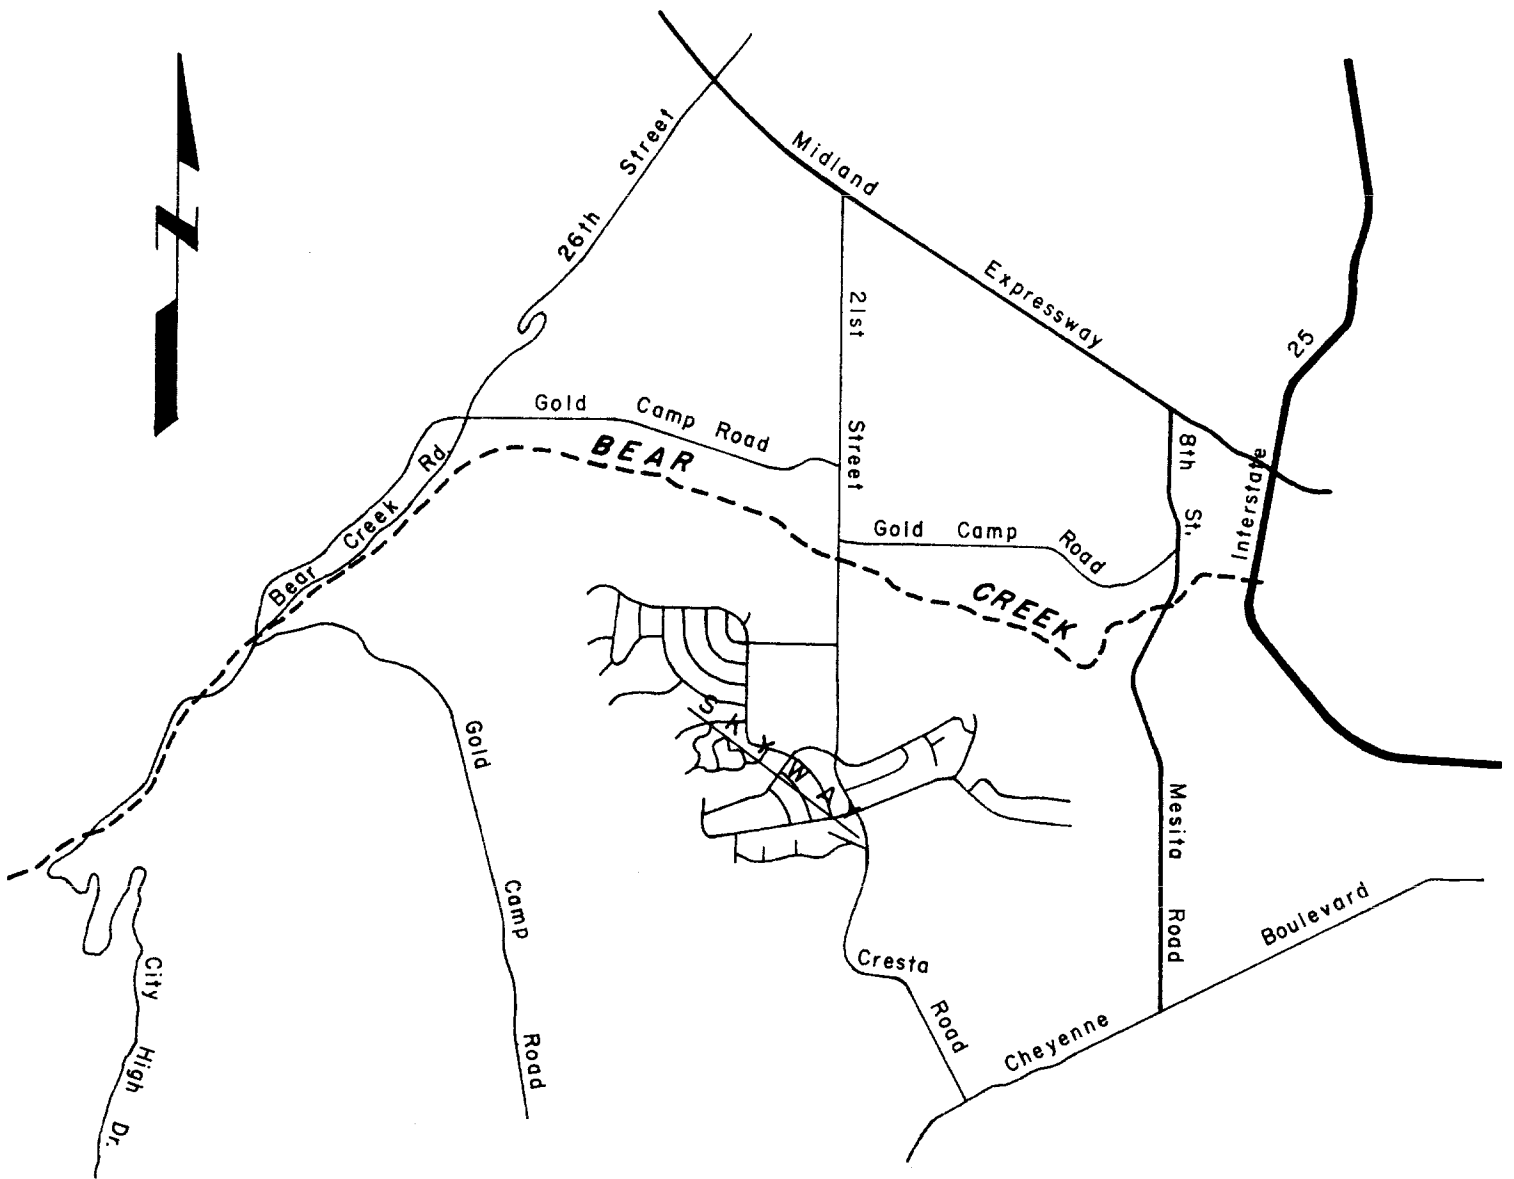 N
Midland Expressway
26th Street
21st Street
Interstate 25
8th St.
Gold Camp Road
BEAR CREEK
Bear Creek Rd.
Gold Camp Road
SKYWA
Gold Camp Road
Mesita Road
Cresta Road
Cheyenne Boulevard
City High Dr.